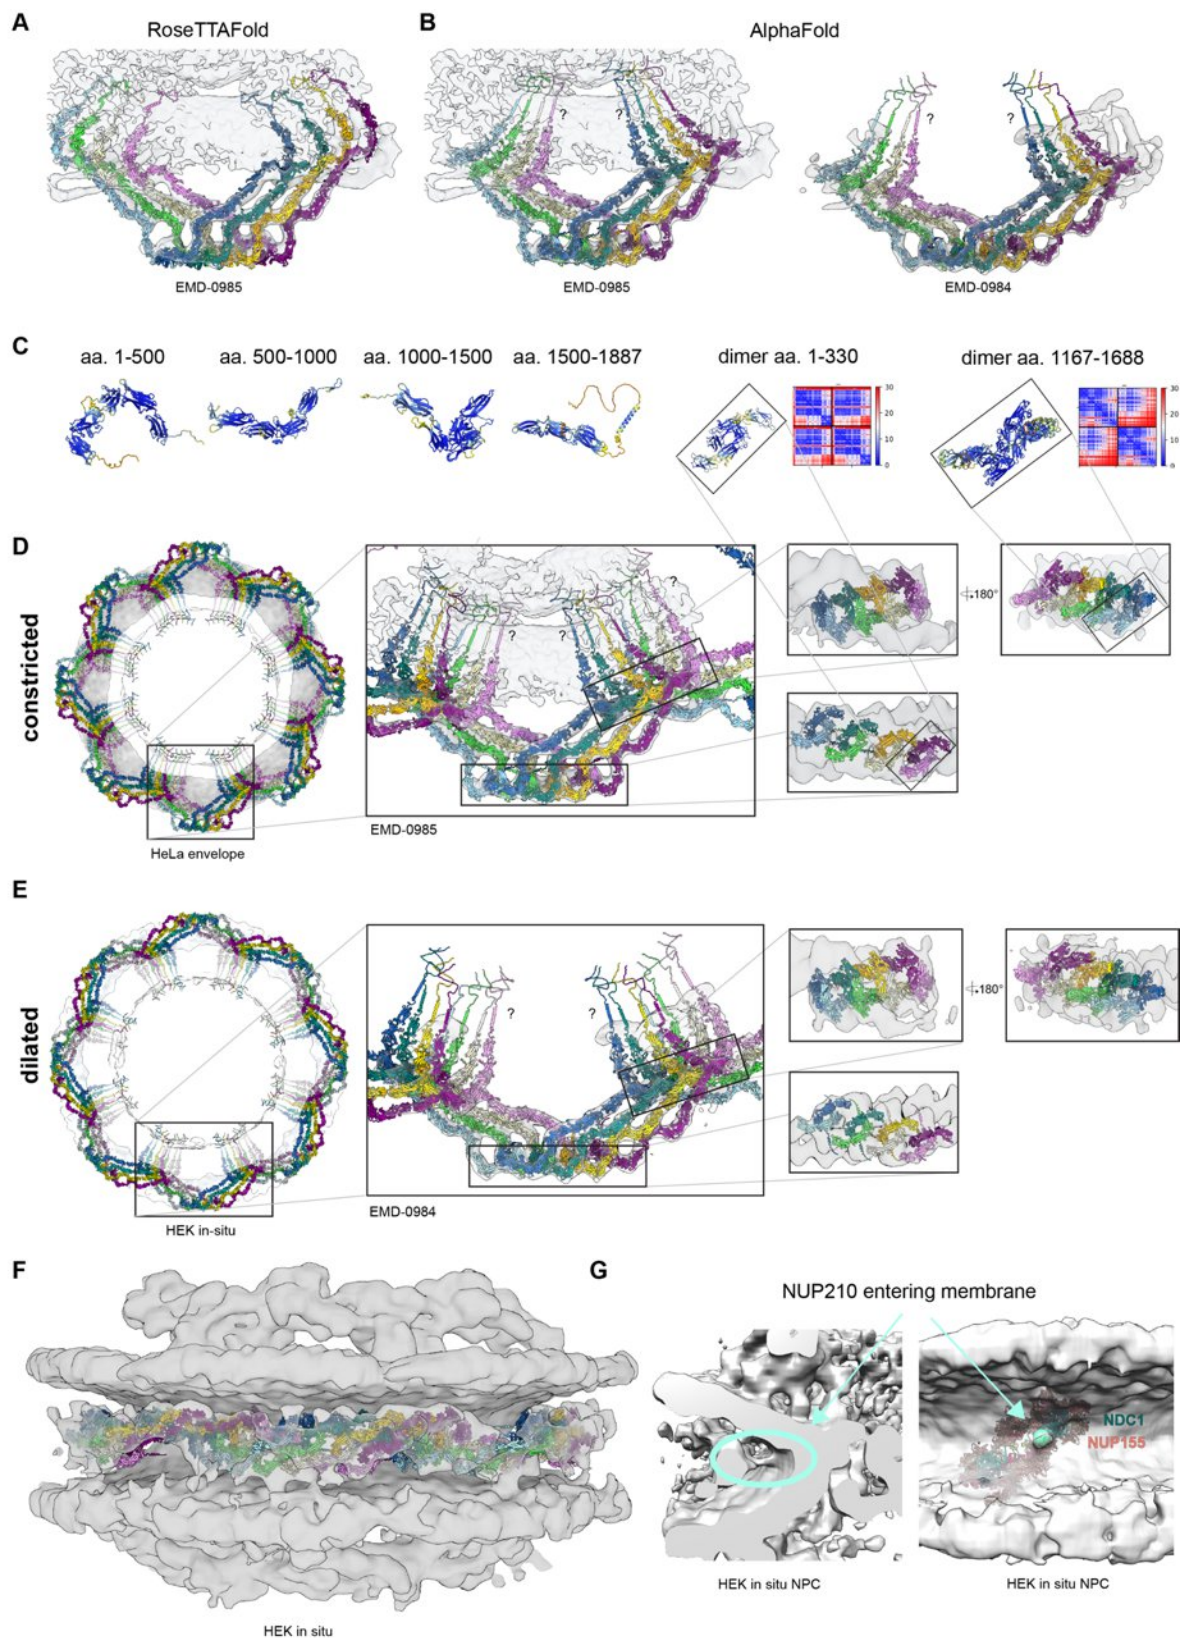 A
RoseTTAFold
B
AlphaFold
?
?
?
?
EMD-0985
EMD-0985
EMD-0984
C
aa. 1-500
aa. 500-1000
aa. 1000-1500
aa. 1500-1887
dimer aa. 1-330
dimer aa. 1167-1688
30
20
10
0
30
20
10
0
D
constricted
?
?
?
180°
HeLa envelope
EMD-0985
E
dilated
?
?
180°
HEK in-situ
EMD-0984
F
HEK in situ
G
NUP210 entering membrane
NDC1
NUP155
HEK in situ NPC
HEK in situ NPC